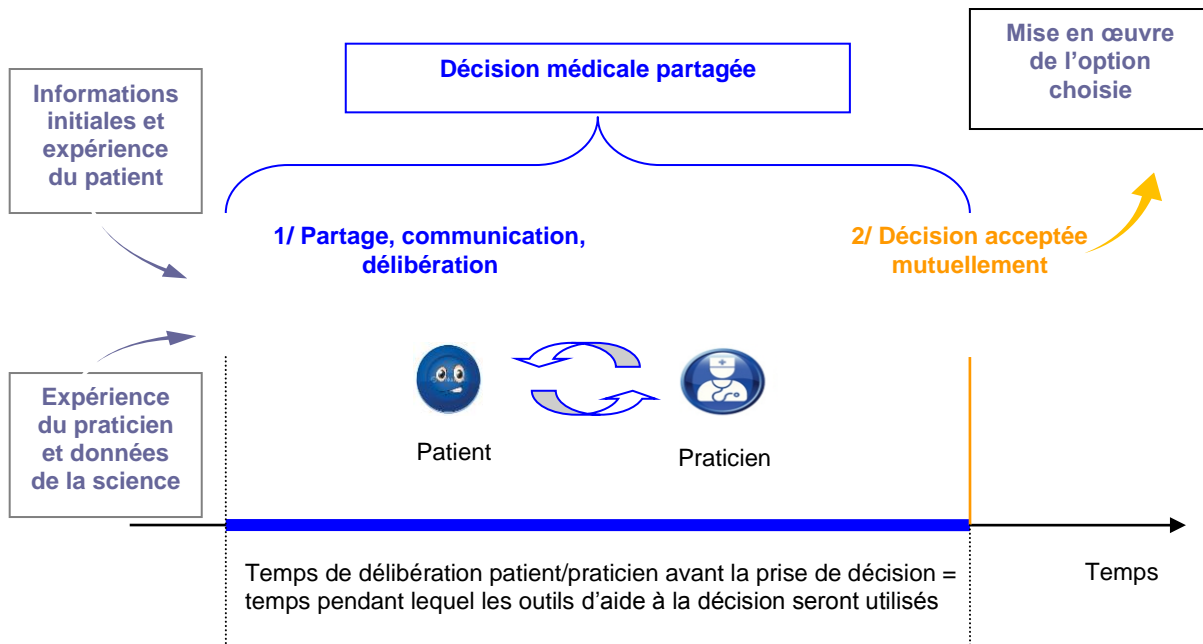 Décision médicale partagée
Mise en œuvre
de l’option
choisie
Informations
initiales et
expérience
du patient
1/ Partage, communication,
délibération
2/ Décision acceptée
mutuellement
Expérience
du praticien
et données
de la science
Patient
Praticien
Temps de délibération patient/praticien avant la prise de décision =
temps pendant lequel les outils d’aide à la décision seront utilisés
Temps